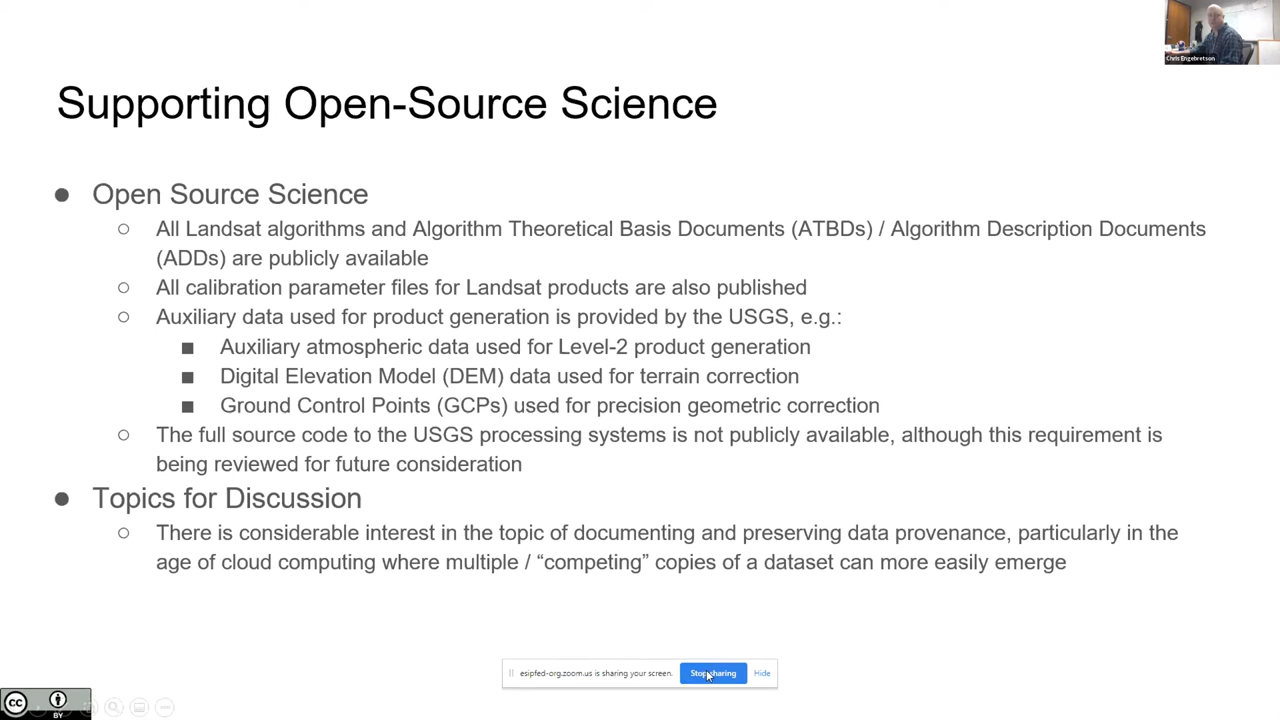 Chris Engebretson
Supporting Open-Source Science
● Open Source Science
○ All Landsat algorithms and Algorithm Theoretical Basis Documents (ATBDs) / Algorithm Description Documents
(ADDs) are publicly available
○ All calibration parameter files for Landsat products are also published
○ Auxiliary data used for product generation is provided by the USGS, e.g.:
■ Auxiliary atmospheric data used for Level-2 product generation
■ Digital Elevation Model (DEM) data used for terrain correction
■ Ground Control Points (GCPs) used for precision geometric correction
○ The full source code to the USGS processing systems is not publicly available, although this requirement is
being reviewed for future consideration
● Topics for Discussion
○ There is considerable interest in the topic of documenting and preserving data provenance, particularly in the
age of cloud computing where multiple / “competing” copies of a dataset can more easily emerge
esipfed-org.zoom.us is sharing your screen. Stop sharing Hide
CC BY